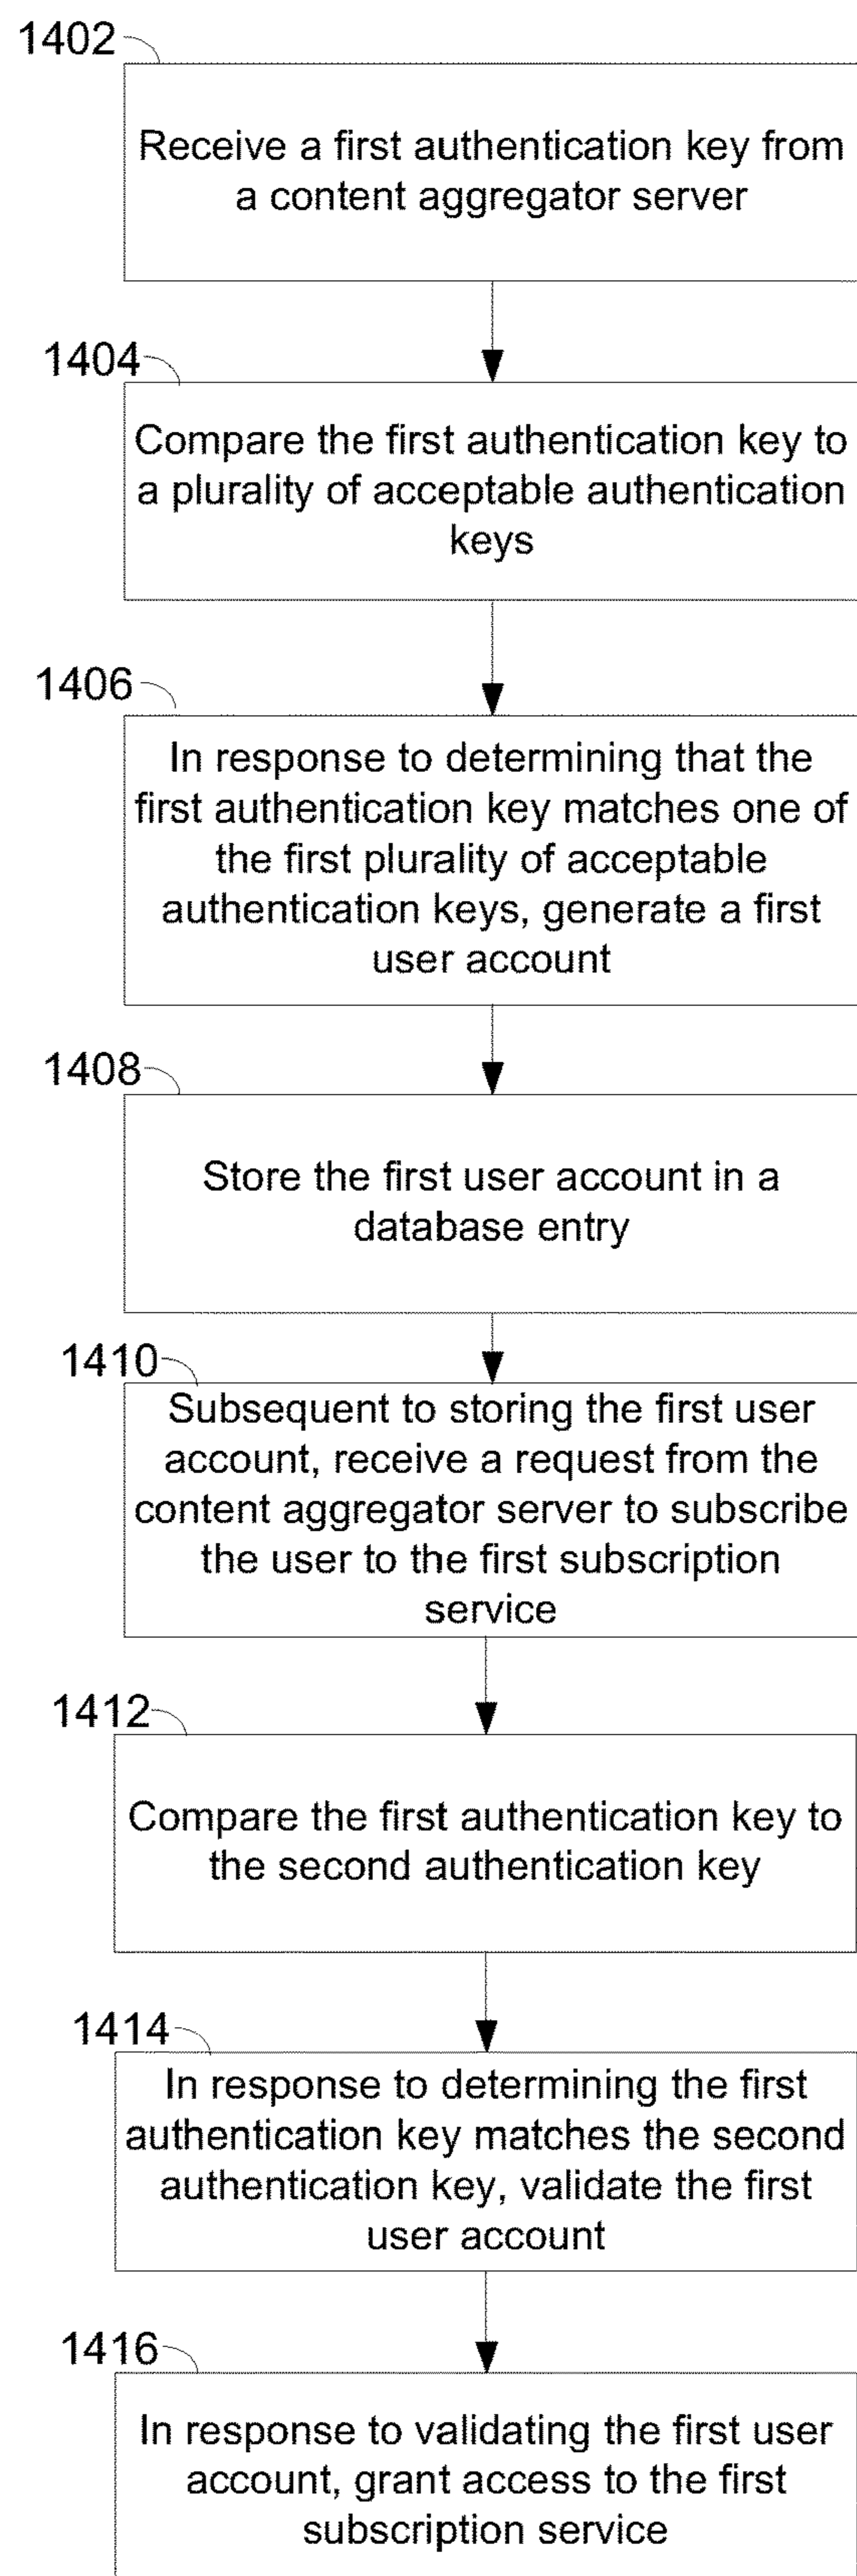 1402
Receive a first authentication key from
a content aggregator server
1404
Compare the first authentication key to
a plurality of acceptable authentication
keys
1406
In response to determining that the
first authentication key matches one of
the first plurality of acceptable
authentication keys, generate a first
user account
1408
Store the first user account in a
database entry
1410
Subsequent to storing the first user
account, receive a request from the
content aggregator server to subscribe
the user to the first subscription
service
1412
Compare the first authentication key to
the second authentication key
1414
In response to determining the first
authentication key matches the second
authentication key, validate the first
user account
1416
In response to validating the first user
account, grant access to the first
subscription service